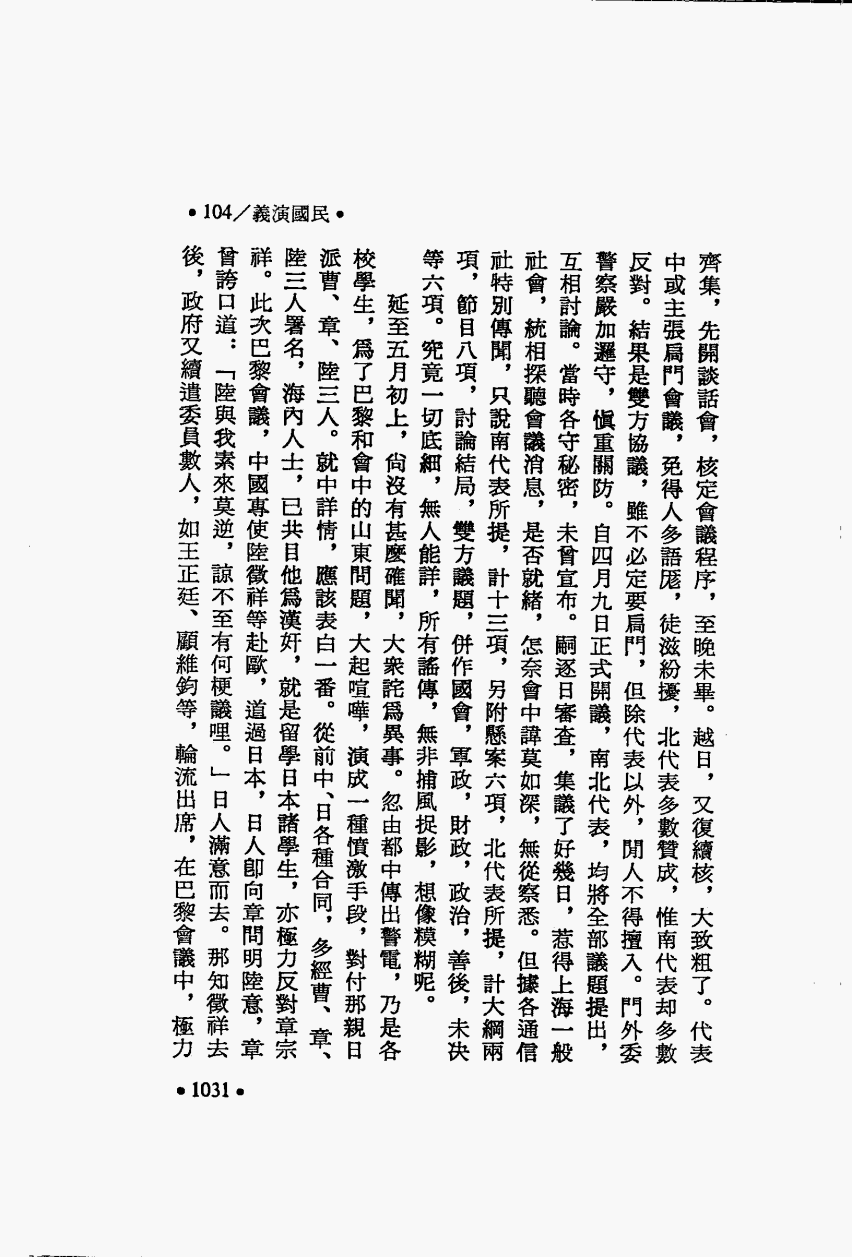 •104／義演國民•
齊集，先開談話會，核定會議程序，至晚未畢。越日，又復續核，大致粗了。代表
中或主張扃門會議，免得人多語厖，徒滋紛擾，北代表多數贊成，惟南代表却多數
反對。結果是雙方協議，雖不必定要扃門，但除代表以外，閒人不得擅入。門外委
警察嚴加邏守，愼重關防。自四月九日正式開議，南北代表，均將全部議題提出，
互相討論。當時各守秘密，未曾宣布。嗣逐日審查，集議了好幾日，惹得上海一般
社會，統相探聽會議消息，是否就緒，怎奈會中諱莫如深，無從察悉。但據各通信
社特別傳聞，只說南代表所提，計十三項，另附懸案六項，北代表所提，計大綱兩
項，節目八項，討論結局，雙方議題，併作國會，軍政，財政，政治，善後，未決
等六項。究竟一切底細，無人能詳，所有謠傳，無非捕風捉影，想像糢糊呢。
延至五月初上，尙沒有甚麼確聞，大衆詫爲異事。忽由都中傳出警電，乃是各
校學生，爲了巴黎和會中的山東問題，大起喧嘩，演成一種憤激手段，對付那親日
派曹、章、陸三人。就中詳情，應該表白一番。從前中、日各種合同，多經曹、章、
陸三人署名，海內人士，已共目他爲漢奸，就是留學日本諸學生，亦極力反對章宗
祥。此次巴黎會議，中國專使陸徵祥等赴歐，道過日本，日人卽向章問明陸意，章
曾誇口道：「陸與我素來莫逆，諒不至有何梗議哩。」日人滿意而去。那知徵祥去
後，政府又續遣委員數人，如王正廷、顧維鈞等，輪流出席，在巴黎會議中，極力
•1031•